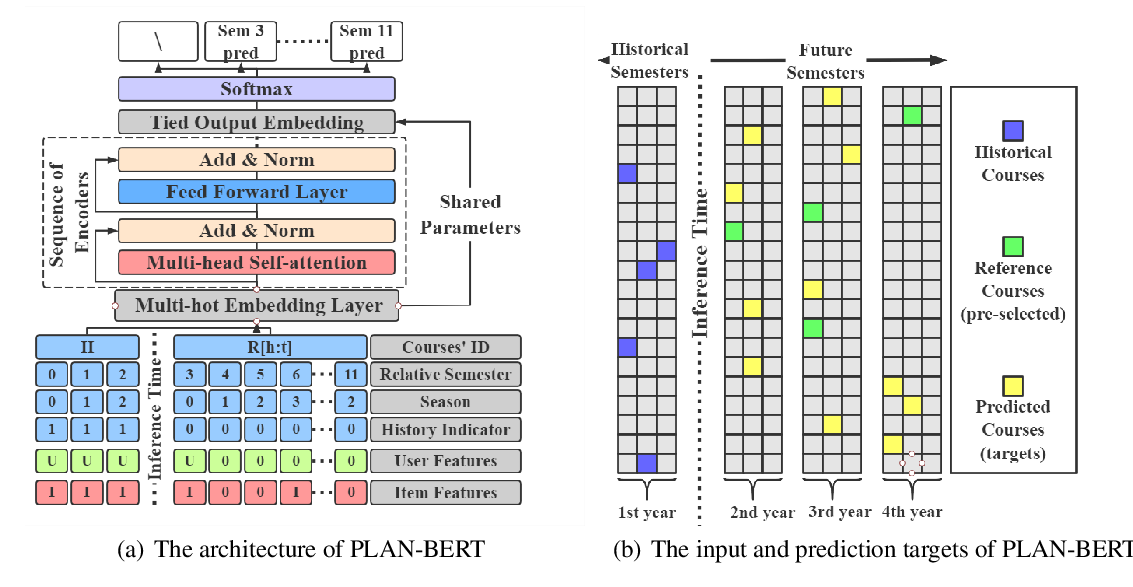 \ Sem 3 pred Sem 11 pred
Softmax
Tied Output Embedding
Sequence of Encoders
Add & Norm
Feed Forward Layer
Add & Norm
Multi-head Self-attention
Shared Parameters
Multi-hot Embedding Layer
H R[h:t] Courses' ID
0 1 2 3 4 5 6 11 Relative Semester
0 1 2 0 1 2 3 2 Season
1 1 1 0 0 0 0 0 History Indicator
U U U U 0 0 0 0 User Features
1 1 1 1 0 0 1 0 Item Features
Inference Time
(a) The architecture of PLAN-BERT
Historical Semesters
Future Semesters
Inference Time
Historical
Courses
Reference
Courses
(pre-selected)
Predicted
Courses
(targets)
1st year 2nd year 3rd year 4th year
(b) The input and prediction targets of PLAN-BERT